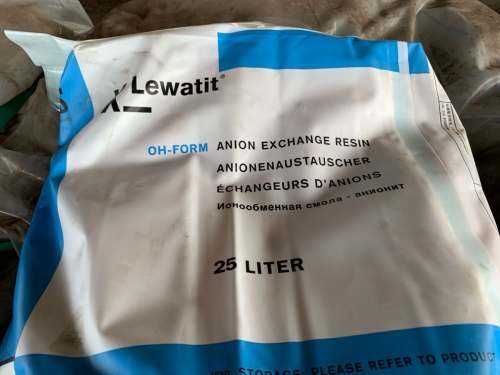 Lewatit®
OH-FORM ANION EXCHANGE RESIN
ANIONENAUSTAUSCHER
ÉCHANGEURS D'ANIONS
Ионообменная смола - анионит
25 LITER
STORAGE: PLEASE REFER TO PRODUCT